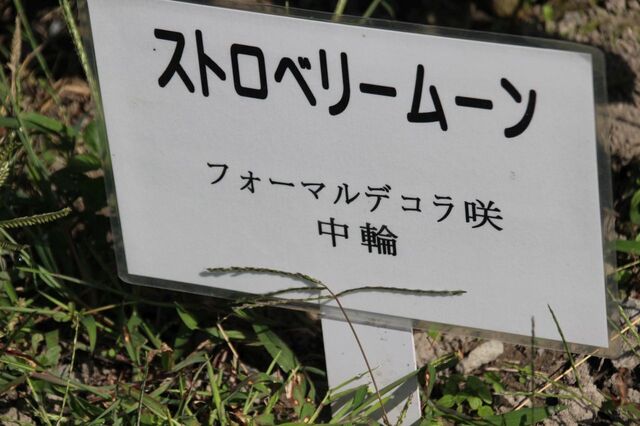 ストロベリームーン
フォーマルデコラ咲
中輪